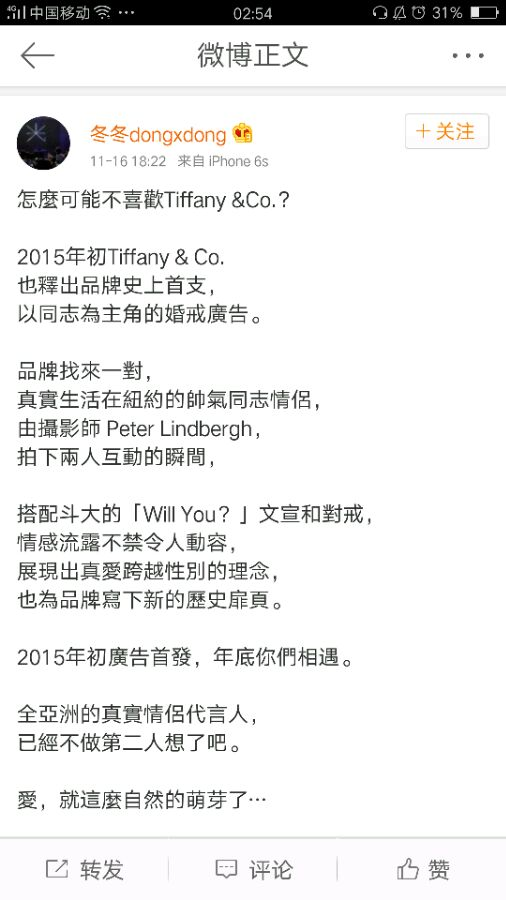 4G 中国移动 ··· 02:54 31%
微博正文 ···
冬冬dongxdong
+ 关注
11-16 18:22 来自 iPhone 6s
怎麼可能不喜歡Tiffany &Co.?
2015年初Tiffany & Co.
也釋出品牌史上首支，
以同志為主角的婚戒廣告。
品牌找來一對，
真實生活在紐約的帥氣同志情侶，
由攝影師 Peter Lindbergh，
拍下兩人互動的瞬間，
搭配斗大的「Will You？」文宣和對戒，
情感流露不禁令人動容，
展現出真愛跨越性別的理念，
也為品牌寫下新的歷史扉頁。
2015年初廣告首發，年底你們相遇。
全亞洲的真實情侶代言人，
已經不做第二人想了吧。
愛，就這麼自然的萌芽了…
转发 评论 赞